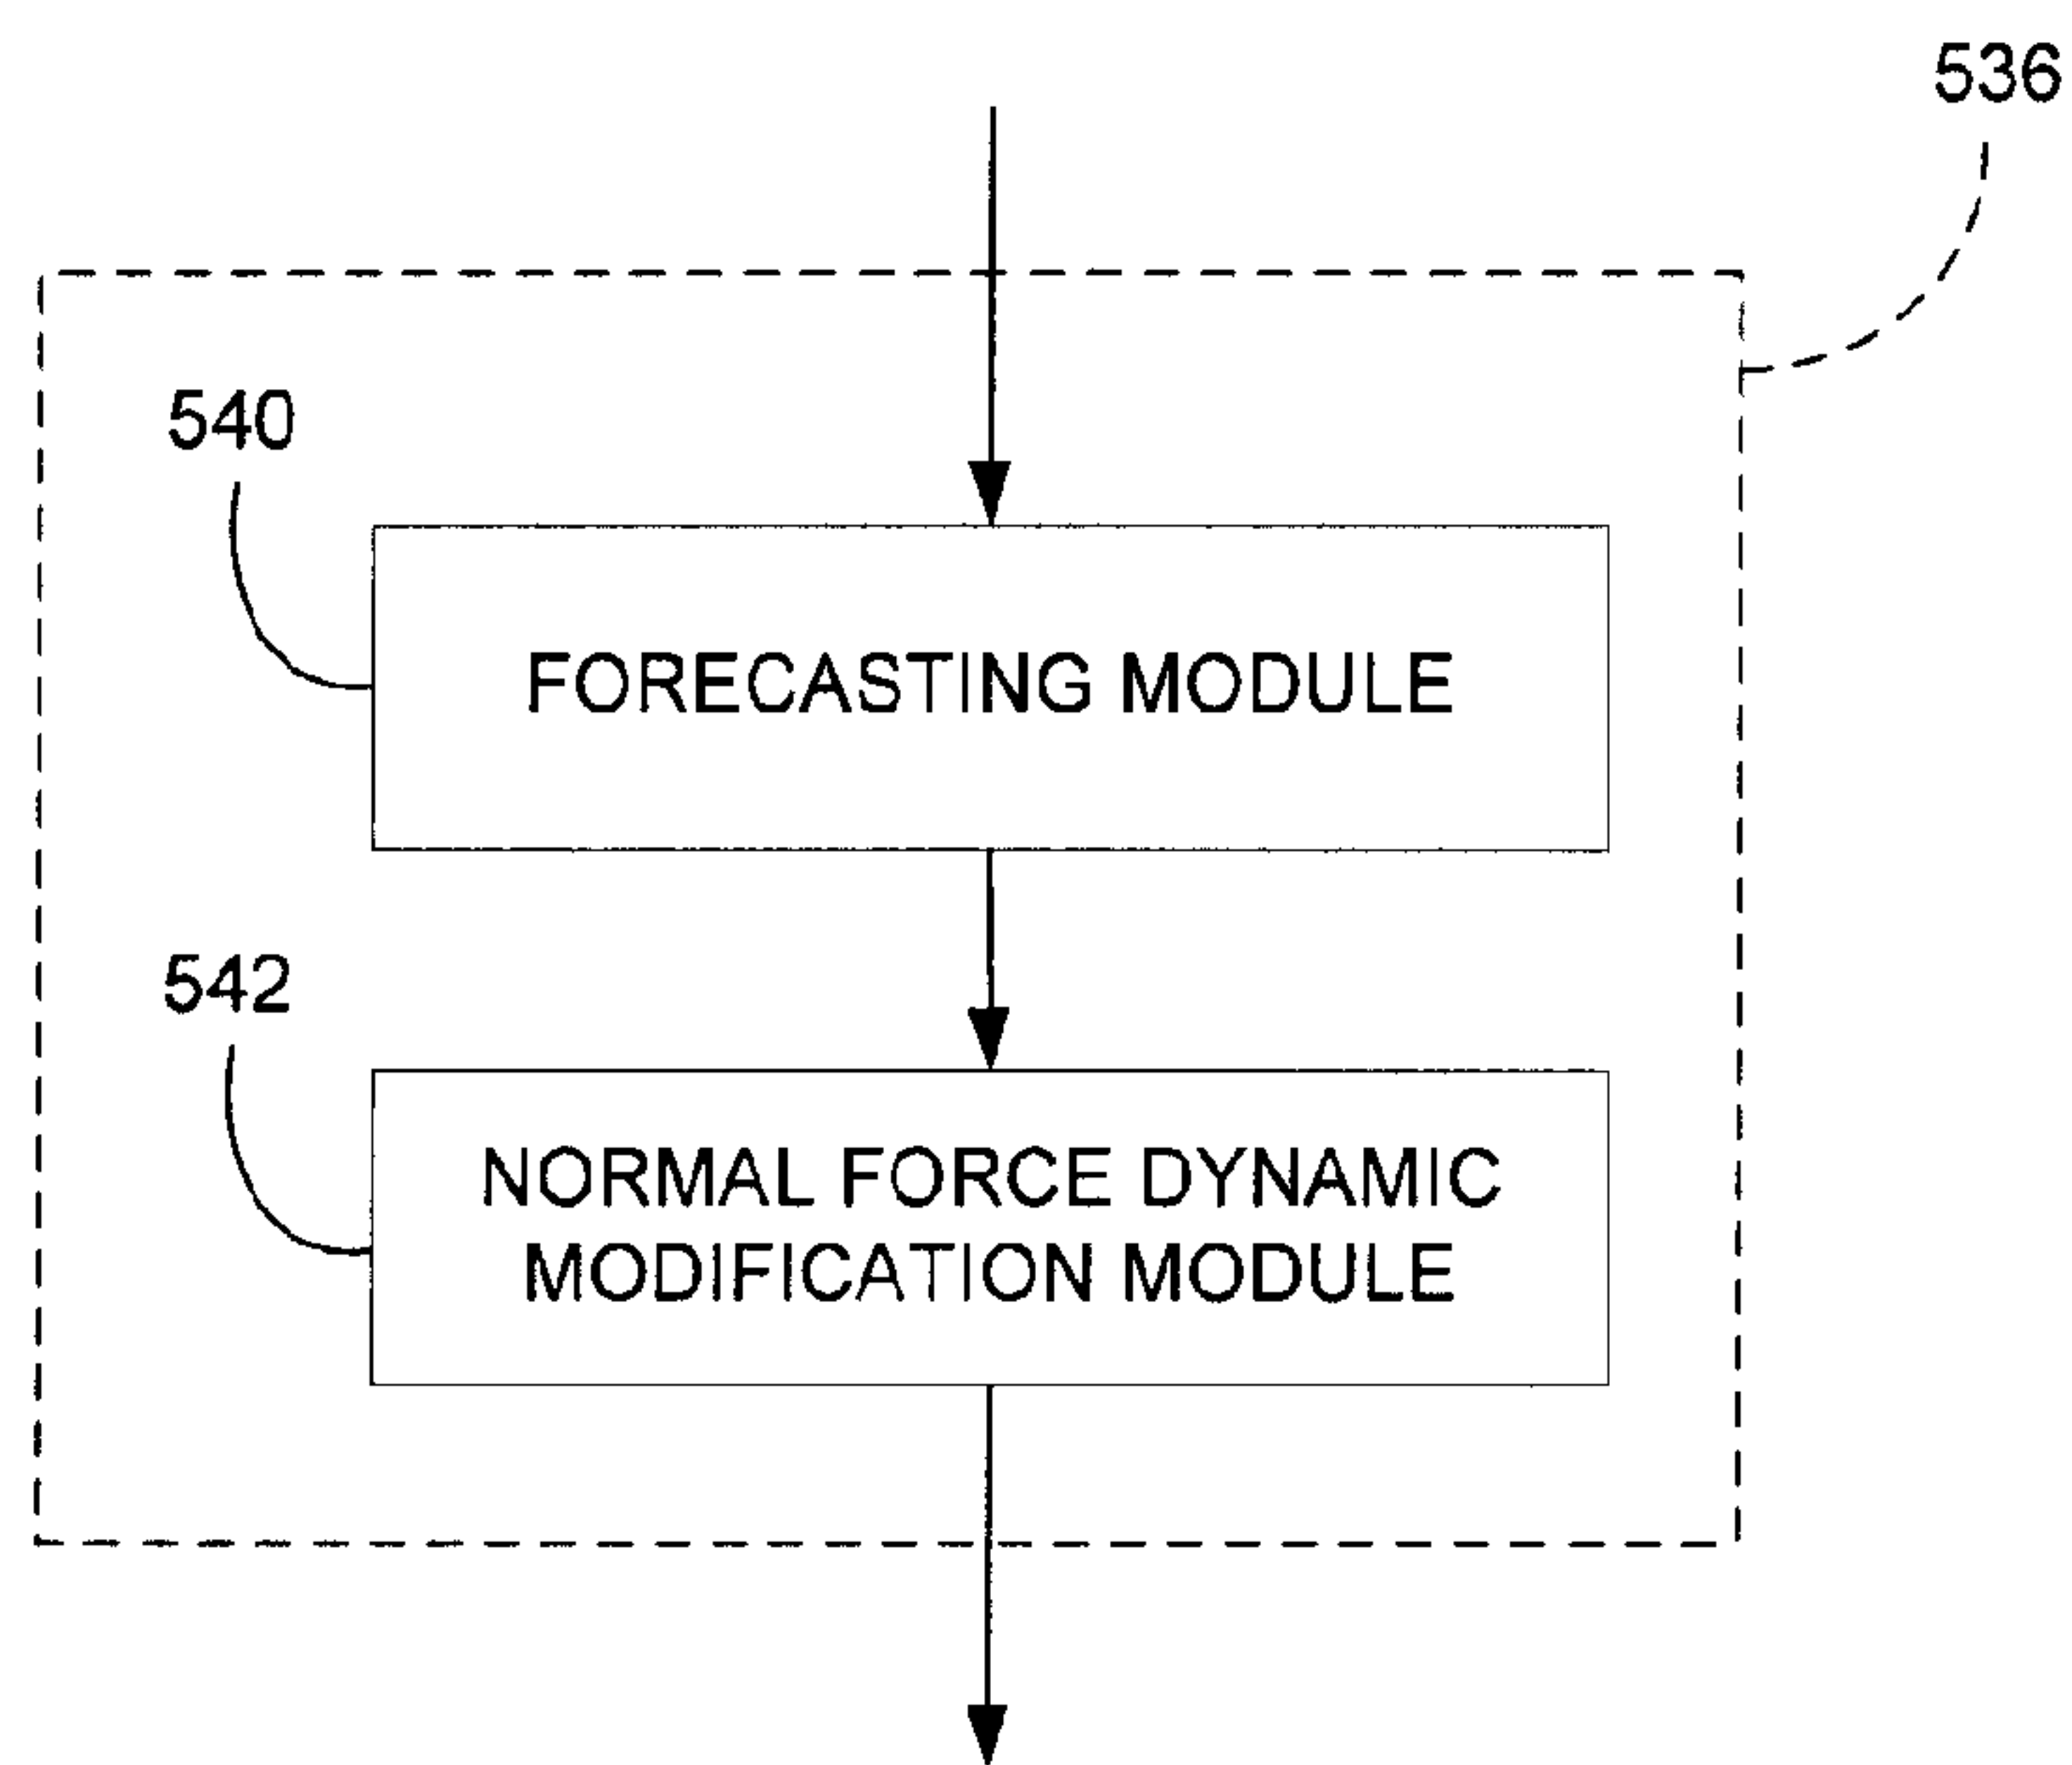 536
540
FORECASTING MODULE
542
NORMAL FORCE DYNAMIC
MODIFICATION MODULE